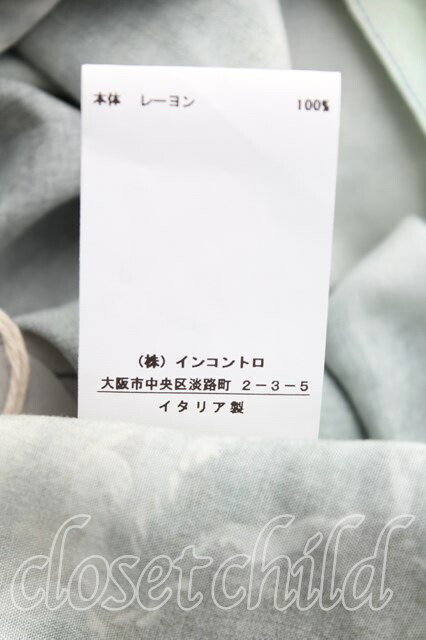 本体 レーヨン 100%
（株）インコントロ
大阪市中央区淡路町 2－3－5
イタリア製
closet child